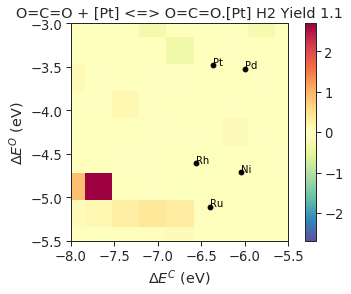 O=C=O + [Pt] <=> O=C=O.[Pt] H2 Yield 1.1
−3.0
−3.5
−4.0
−4.5
−5.0
−5.5
ΔE^O (eV)
Pt
Pd
Rh
Ni
Ru
−8.0 −7.5 −7.0 −6.5 −6.0 −5.5
ΔE^C (eV)
2
1
0
−1
−2